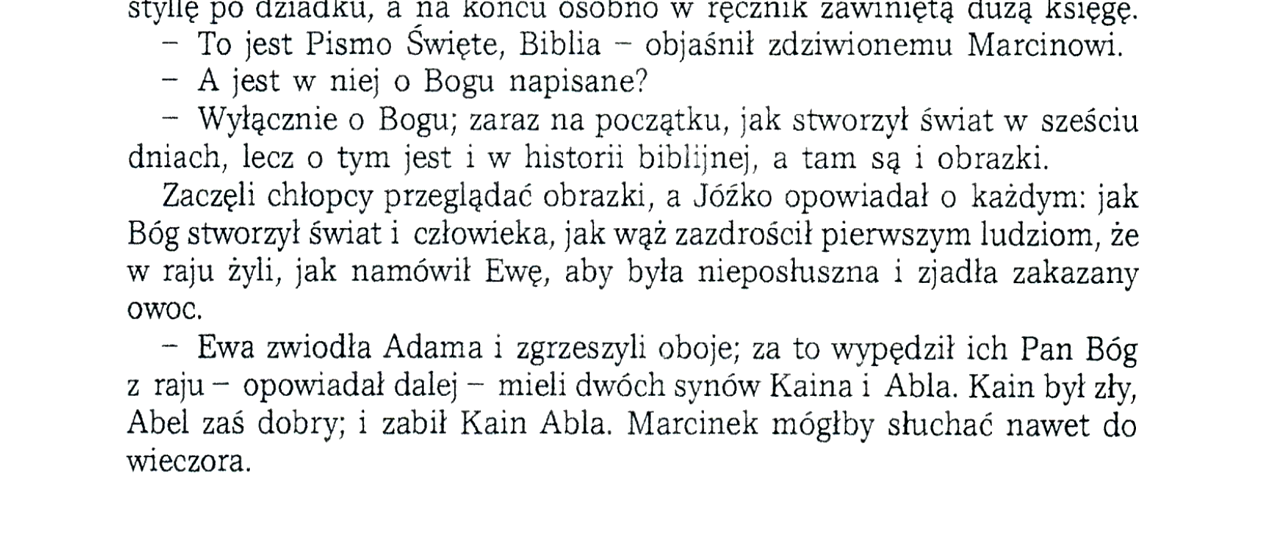 styllę po dziadku, a na końcu osobno w ręcznik zawiniętą dużą księgę.
– To jest Pismo Święte, Biblia – objaśnił zdziwionemu Marcinowi.
– A jest w niej o Bogu napisane?
– Wyłącznie o Bogu; zaraz na początku, jak stworzył świat w sześciu
dniach, lecz o tym jest i w historii biblijnej, a tam są i obrazki.
Zaczęli chłopcy przeglądać obrazki, a Jóźko opowiadał o każdym: jak
Bóg stworzył świat i człowieka, jak wąż zazdrościł pierwszym ludziom, że
w raju żyli, jak namówił Ewę, aby była nieposłuszna i zjadła zakazany
owoc.
– Ewa zwiodła Adama i zgrzeszyli oboje; za to wypędził ich Pan Bóg
z raju – opowiadał dalej – mieli dwóch synów Kaina i Abla. Kain był zły,
Abel zaś dobry; i zabił Kain Abla. Marcinek mógłby słuchać nawet do
wieczora.